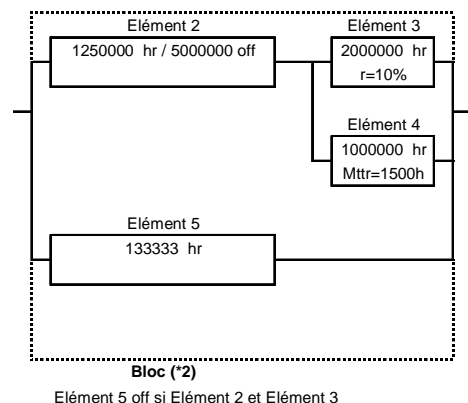 Elément 2
1250000 hr / 5000000 off
Elément 3
2000000 hr
r=10%
Elément 4
1000000 hr
Mttr=1500h
Elément 5
133333 hr
Bloc (*2)
Elément 5 off si Elément 2 et Elément 3